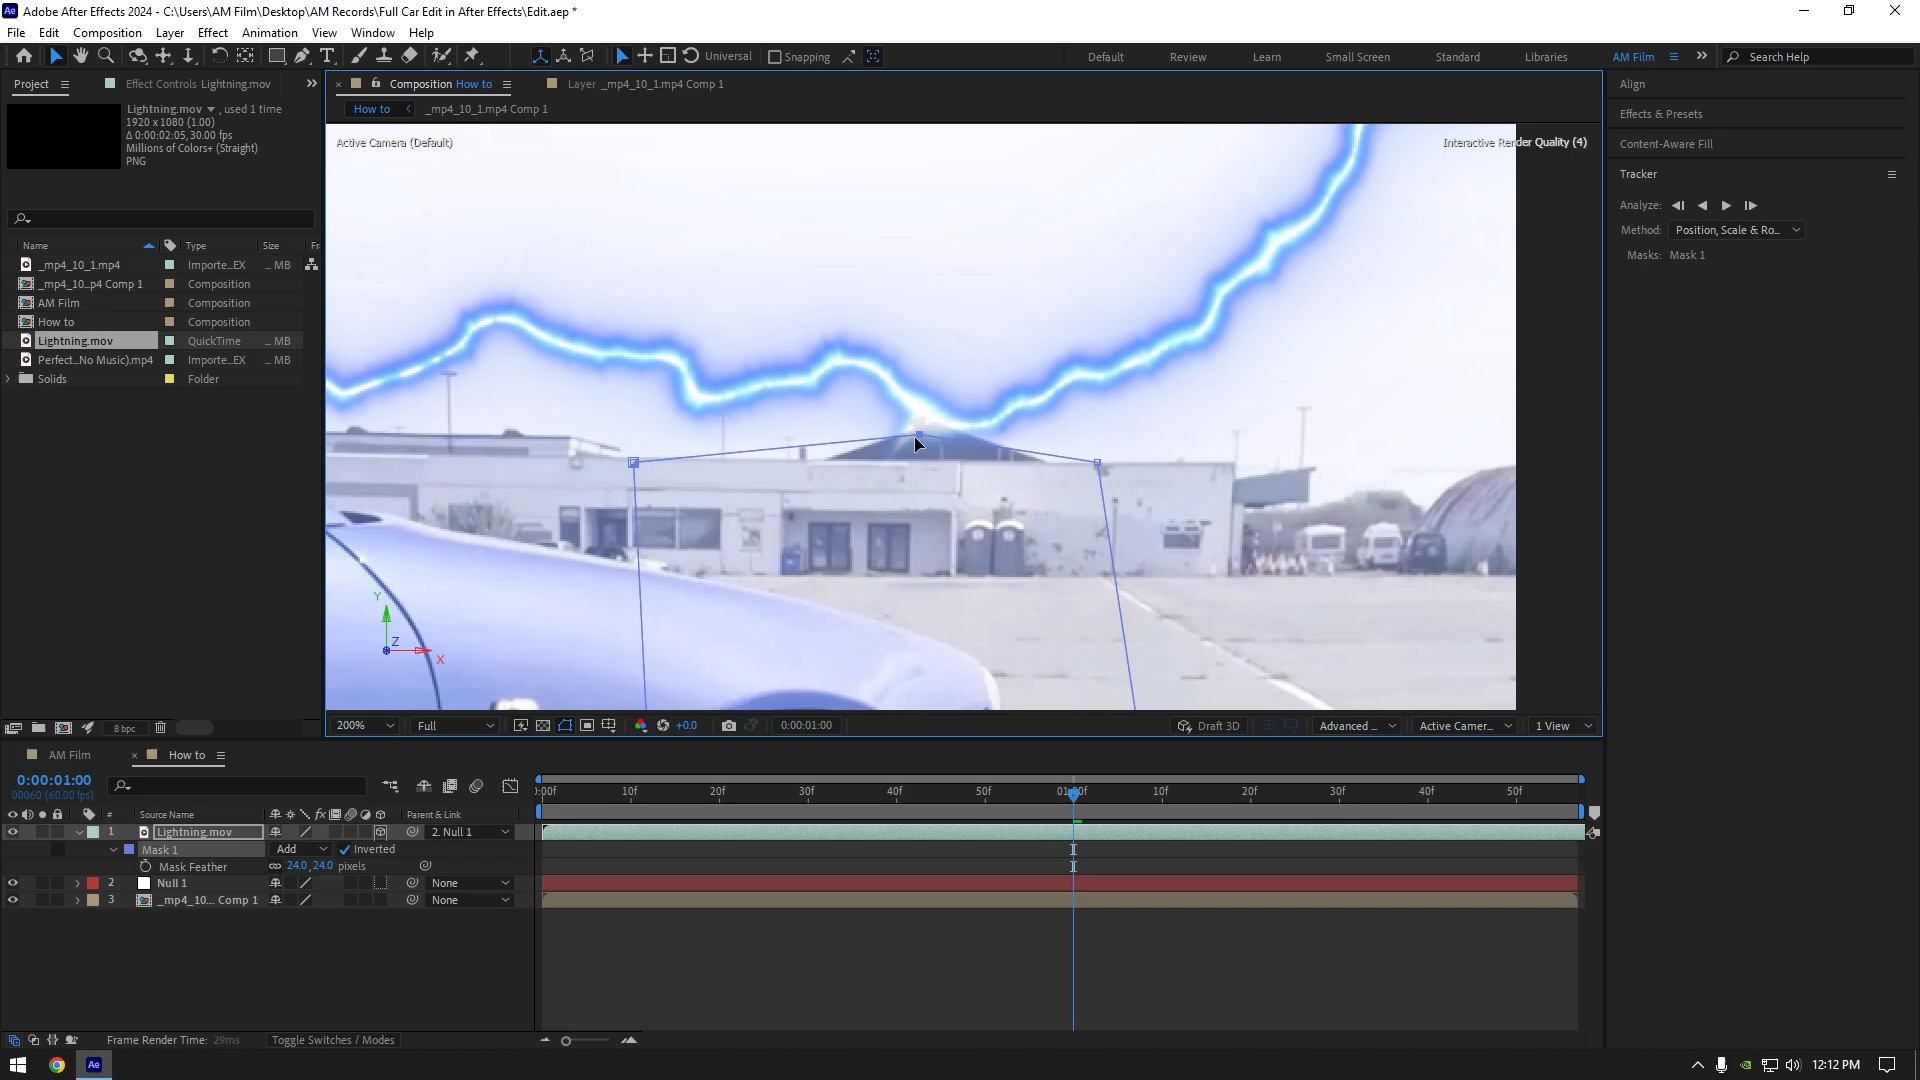 Adobe After Effects 2024 - C:\Users\AM Film\Desktop\AM Records\Full Car Edit in After Effects\Edit.aep *
File Edit Composition Layer Effect Animation View Window Help
Universal Snapping Default Review Learn Small Screen Standard Libraries AM Film Search Help
Project Effect Controls Lightning.mov
Composition How to Layer _mp4_10_1.mp4 Comp 1
How to _mp4_10_1.mp4 Comp 1
Lightning.mov , used 1 time
1920 x 1080 (1.00)
Δ 0:00:02:05, 30.00 fps
Millions of Colors+ (Straight)
PNG
Active Camera (Default)
Interactive Render Quality (4)
Name Type Size Fr
_mp4_10_1.mp4 Importe...EX ... MB
_mp4_10...p4 Comp 1 Composition
AM Film Composition
How to Composition
Lightning.mov QuickTime ... MB
Perfect...No Music).mp4 Importe...EX ... MB
Solids Folder
Y
Z
X
8 bpc
200% Full +0.0 0:00:01:00 Draft 3D Advanced ... Active Camer... 1 View
Align
Effects & Presets
Content-Aware Fill
Tracker
Analyze:
Method: Position, Scale & Ro...
Masks: Mask 1
AM Film How to
0:00:01:00
00060 (60.00 fps)
):00f 10f 20f 30f 40f 50f 01:00f 10f 20f 30f 40f 50f
# Source Name Parent & Link
1 Lightning.mov 2. Null 1
Mask 1 Add Inverted
Mask Feather 24.0,24.0 pixels
2 Null 1 None
3 _mp4_10... Comp 1 None
Frame Render Time: 29ms Toggle Switches / Modes
Ae 12:12 PM